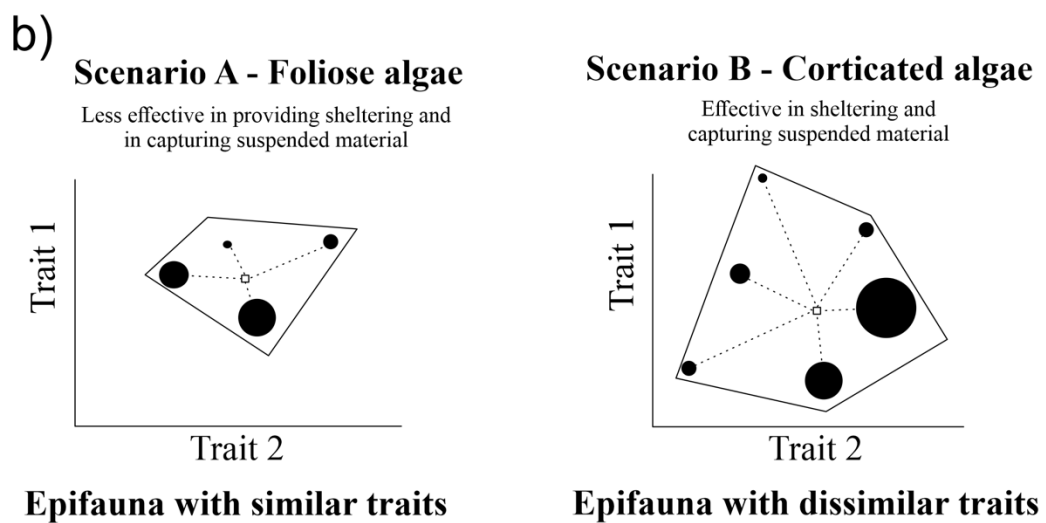 b)
Scenario A - Foliose algae
Less effective in providing sheltering and
in capturing suspended material
Trait 1
Trait 2
Epifauna with similar traits
Scenario B - Corticated algae
Effective in sheltering and
capturing suspended material
Trait 1
Trait 2
Epifauna with dissimilar traits